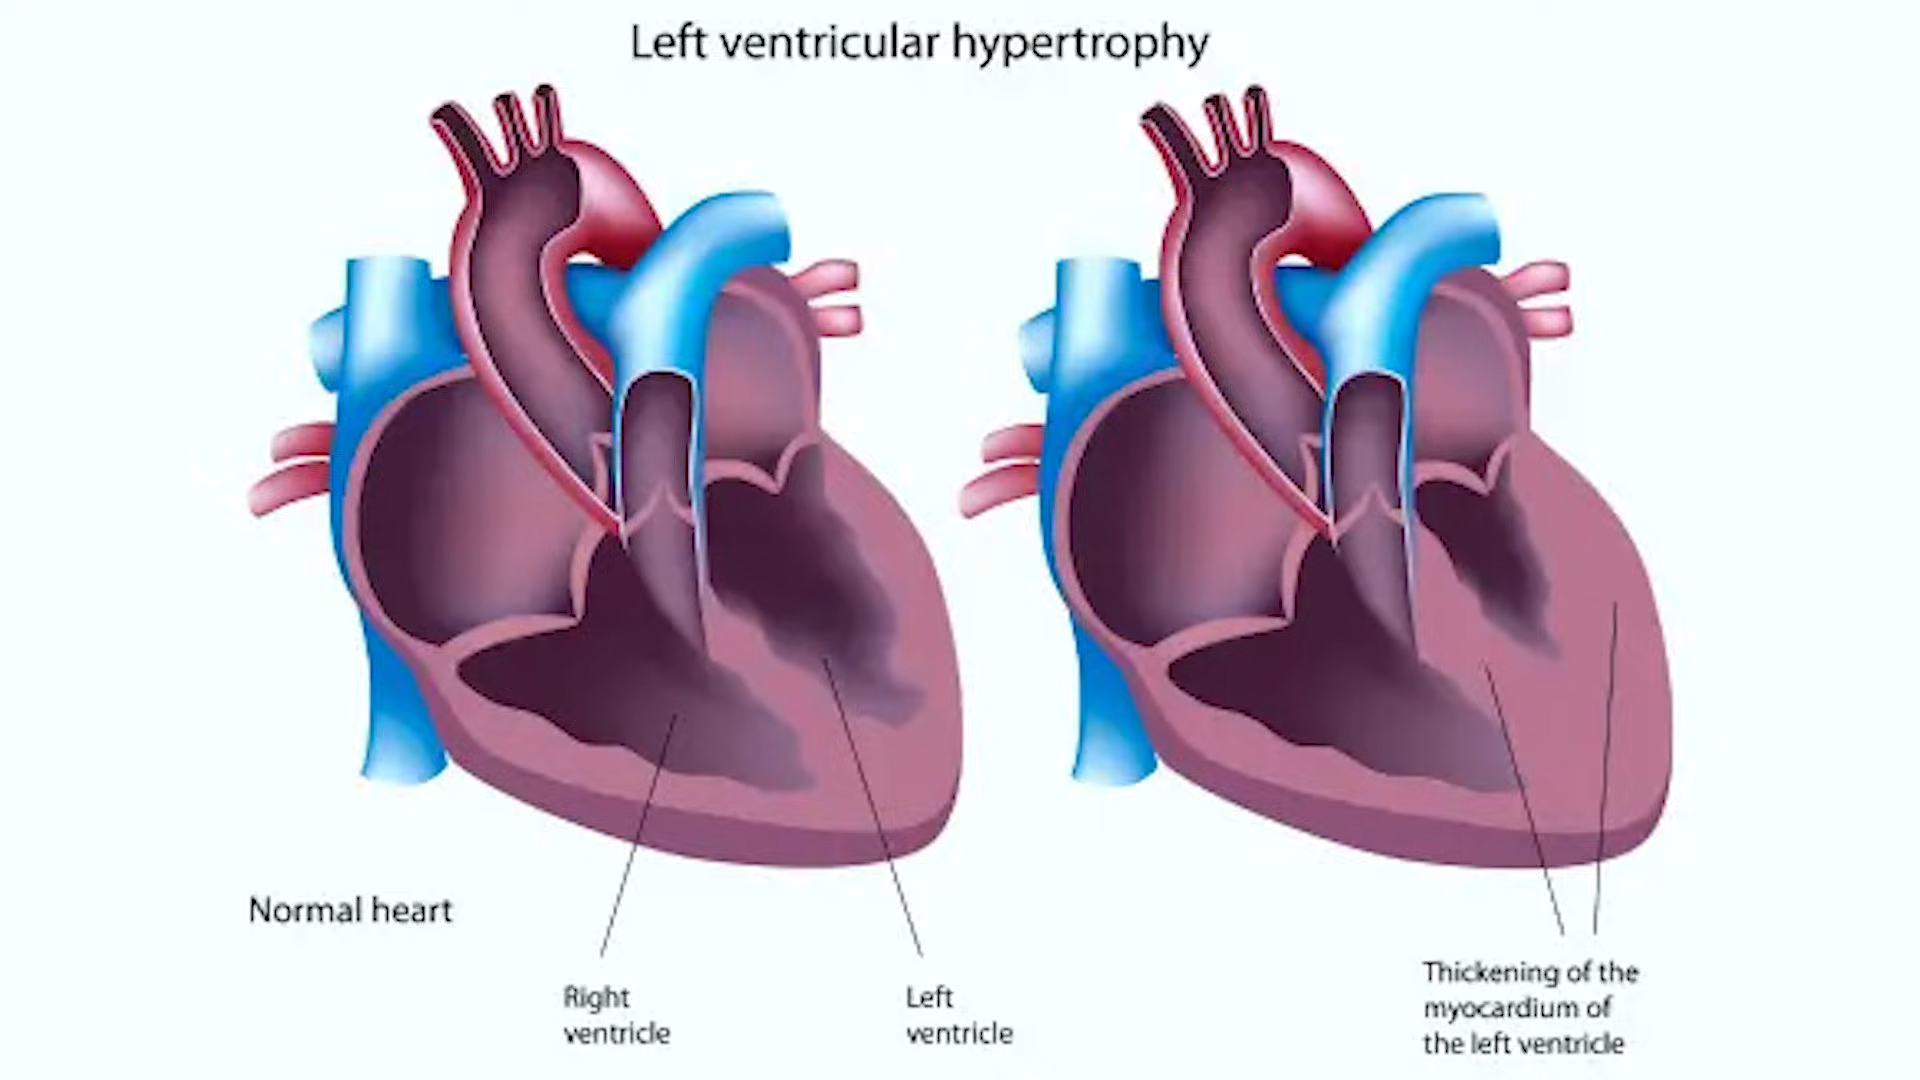 Left ventricular hypertrophy
Normal heart
Right
ventricle
Left
ventricle
Thickening of the
myocardium of
the left ventricle